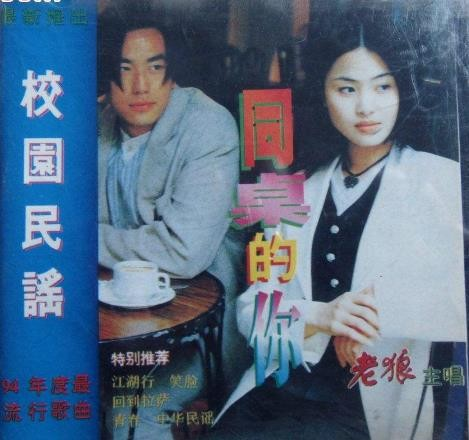 最新推出
校園民謠
94年度最
流行歌曲
同桌的你
特别推荐
江湖行 笑脸
回到拉萨
青春 中华民谣
老狼主唱